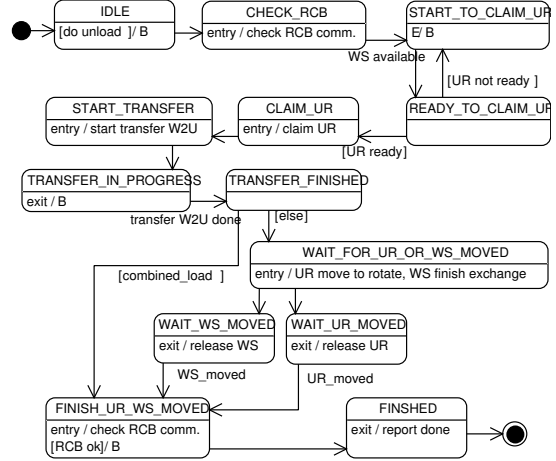 IDLE
[do unload  ]/ B
CHECK_RCB
entry / check RCB comm.
START_TO_CLAIM_UR
E/ B
WS available
[UR not ready ]
START_TRANSFER
entry / start transfer W2U
CLAIM_UR
entry / claim UR
READY_TO_CLAIM_UR
[UR ready]
TRANSFER_IN_PROGRESS
exit / B
TRANSFER_FINISHED
transfer W2U done
[else]
WAIT_FOR_UR_OR_WS_MOVED
entry / UR move to rotate, WS finish exchange
[combined_load  ]
WAIT_WS_MOVED
exit / release WS
WAIT_UR_MOVED
exit / release UR
WS_moved
UR_moved
FINISH_UR_WS_MOVED
entry / check RCB comm.
[RCB ok]/ B
FINSHED
exit / report done